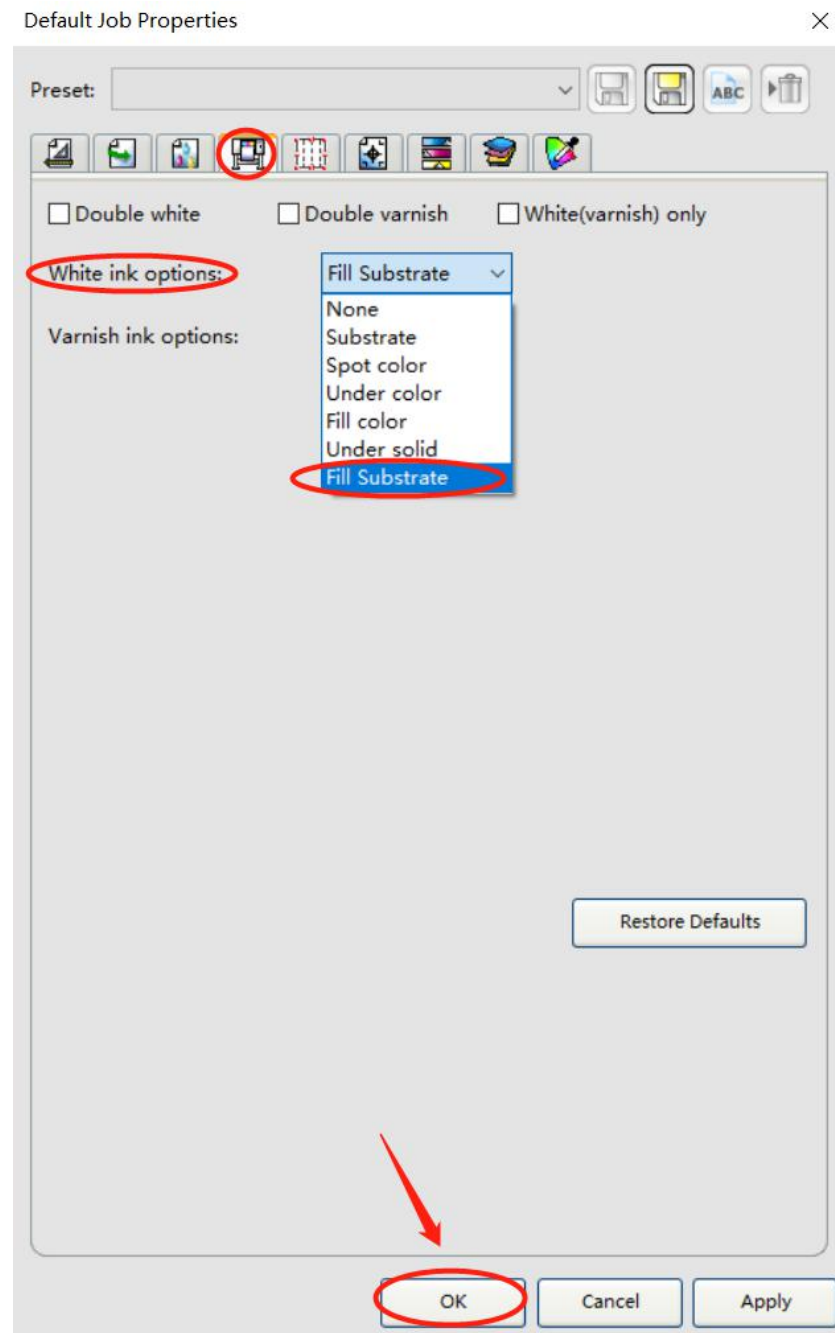 Default Job Properties
Preset:
ABC
Double white Double varnish White(varnish) only
White ink options: Fill Substrate
None
Varnish ink options: Substrate
Spot color
Under color
Fill color
Under solid
Fill Substrate
Restore Defaults
OK Cancel Apply